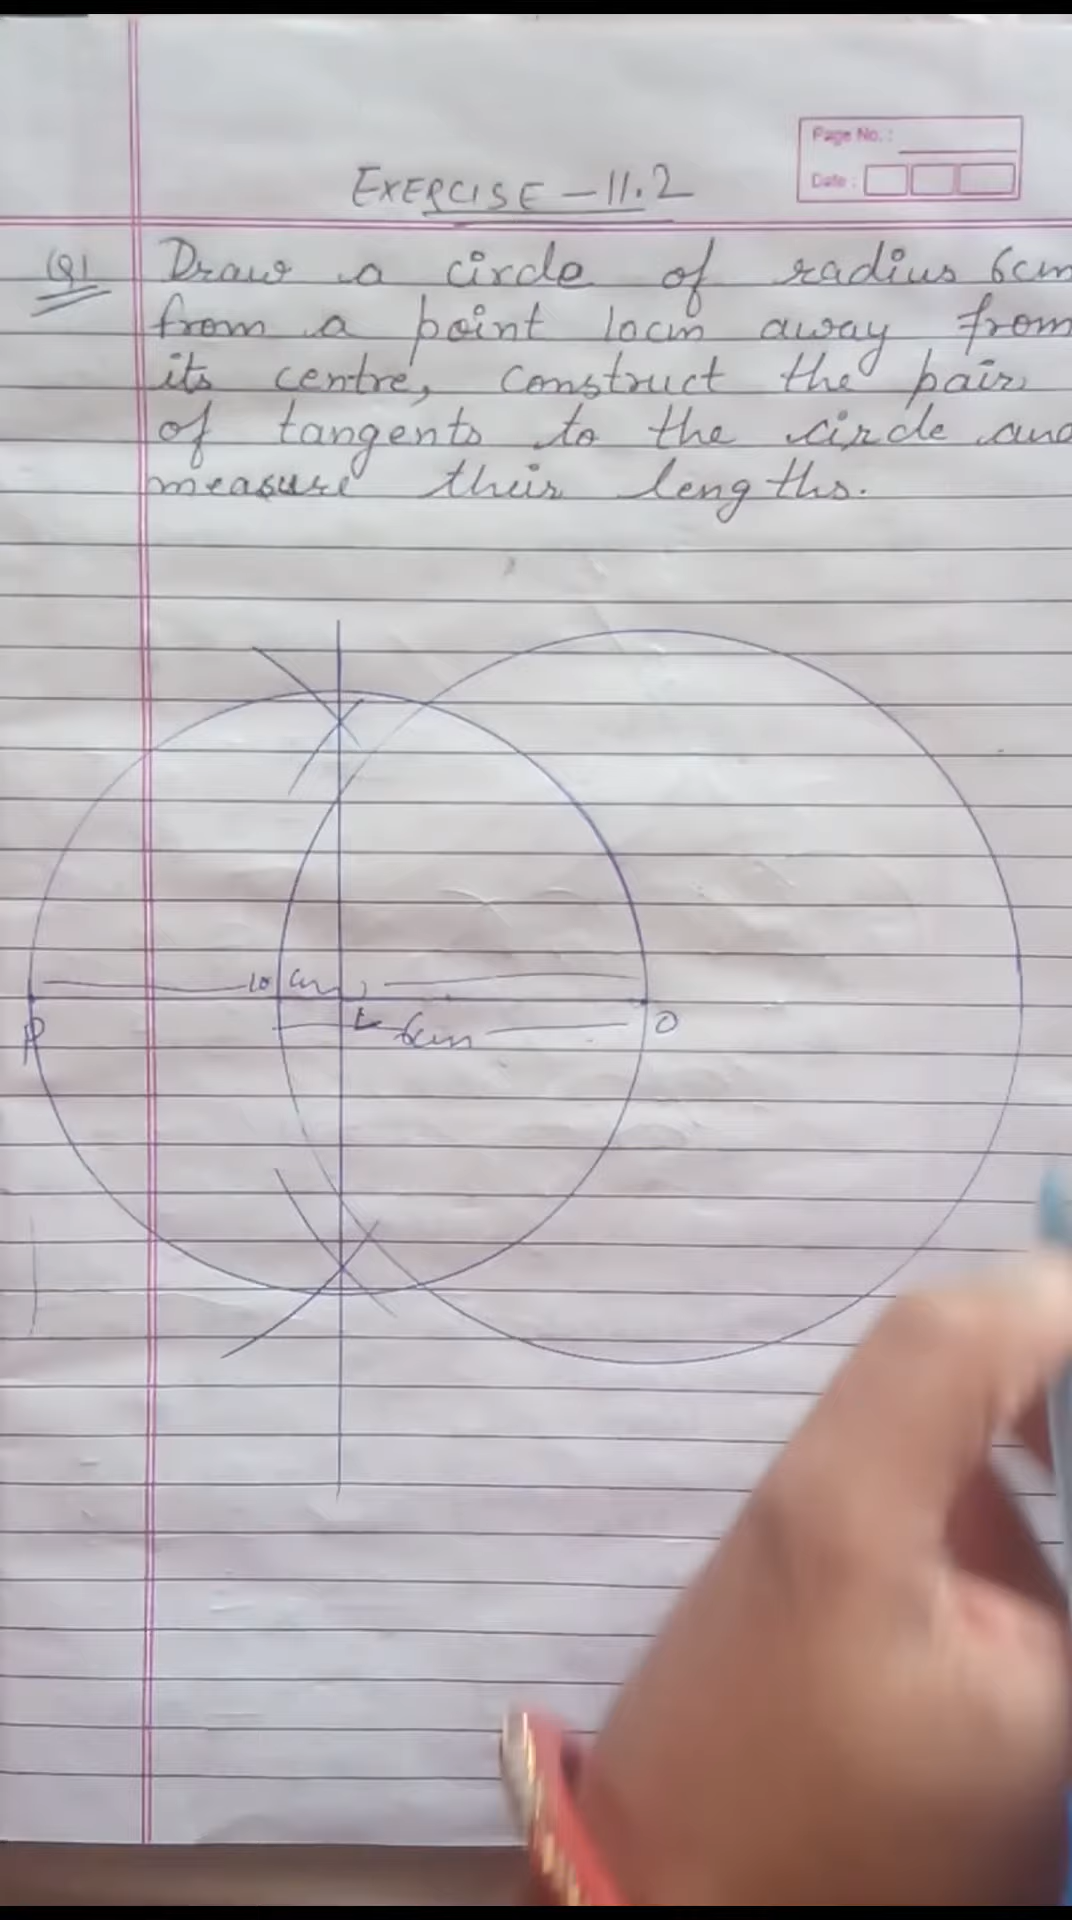 Page No. :
Date :
EXERCISE - 11.2
Q1 Draw a circle of radius 6cm
from a point 10cm away from
its centre, construct the pair
of tangents to the circle and
measure their lengths.
10 cm
P
6cm
O